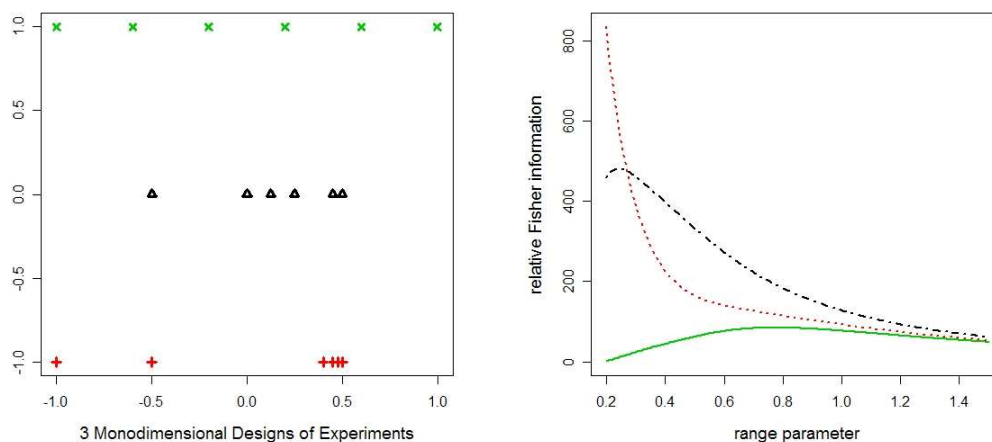 1.0
0.5
0.0
-0.5
-1.0
-1.0 -0.5 0.0 0.5 1.0
3 Monodimensional Designs of Experiments
relative Fisher information
800
600
400
200
0
0.2 0.4 0.6 0.8 1.0 1.2 1.4
range parameter